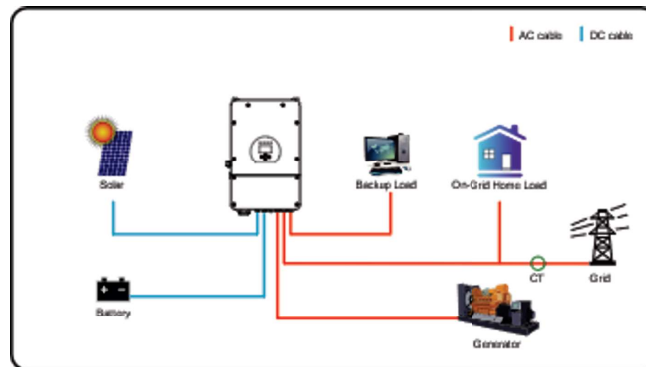 AC cable
DC cable
Solar
Backup Load
On-Grid Home Load
CT
Grid
Battery
Generator